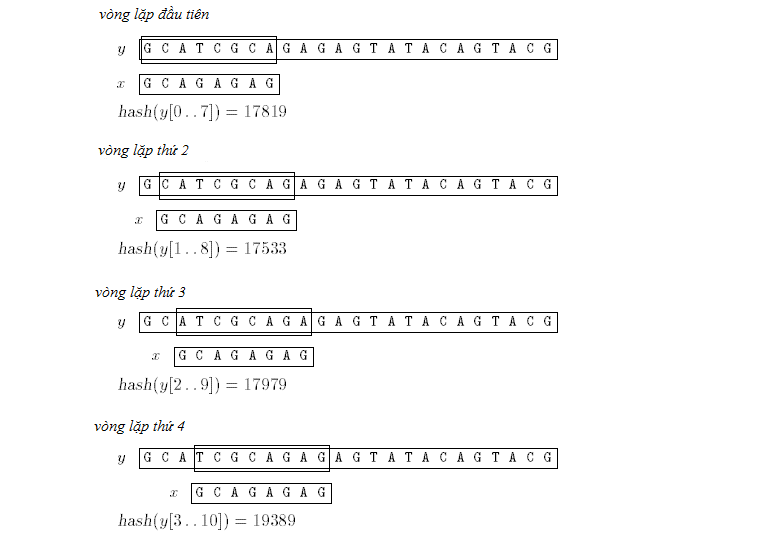 vòng lặp đầu tiên
y G C A T C G C A G A G A G T A T A C A G T A C G
x G C A G A G A G
hash(y[0 . . 7]) = 17819
vòng lặp thứ 2
y G C A T C G C A G A G A G T A T A C A G T A C G
x G C A G A G A G
hash(y[1 . . 8]) = 17533
vòng lặp thứ 3
y G C A T C G C A G A G A G T A T A C A G T A C G
x G C A G A G A G
hash(y[2 . . 9]) = 17979
vòng lặp thứ 4
y G C A T C G C A G A G A G T A T A C A G T A C G
x G C A G A G A G
hash(y[3 . . 10]) = 19389